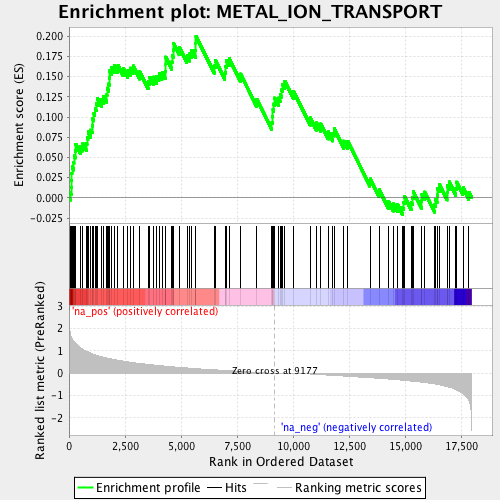 Enrichment plot: METAL_ION_TRANSPORT
Enrichment score (ES)
0.200
0.175
0.150
0.125
0.100
0.075
0.050
0.025
0.000
-0.025
Ranked list metric (PreRanked)
3
2
1
0
-1
-2
'na_pos' (positively correlated)
Zero cross at 9177
'na_neg' (negatively correlated)
0
2,500
5,000
7,500
10,000
12,500
15,000
17,500
Rank in Ordered Dataset
Enrichment profile
Hits
Ranking metric scores